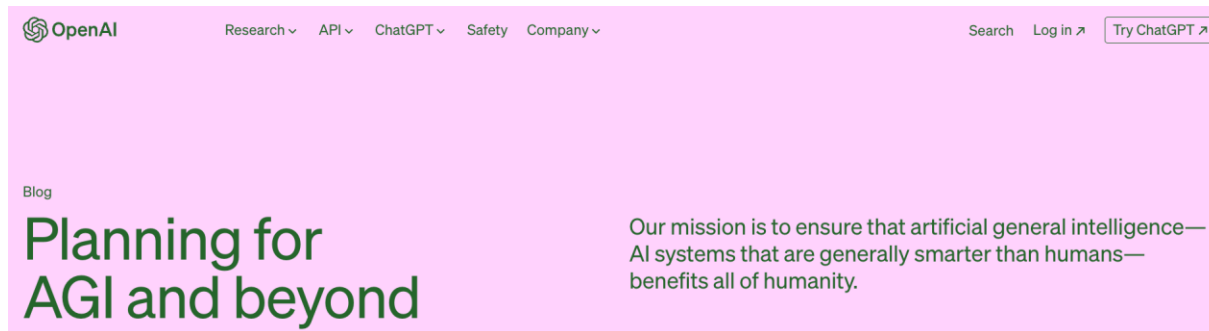 OpenAI Research API ChatGPT Safety Company Search Log in ↗ Try ChatGPT ↗
Blog
Planning for
AGI and beyond
Our mission is to ensure that artificial general intelligence—
AI systems that are generally smarter than humans—
benefits all of humanity.